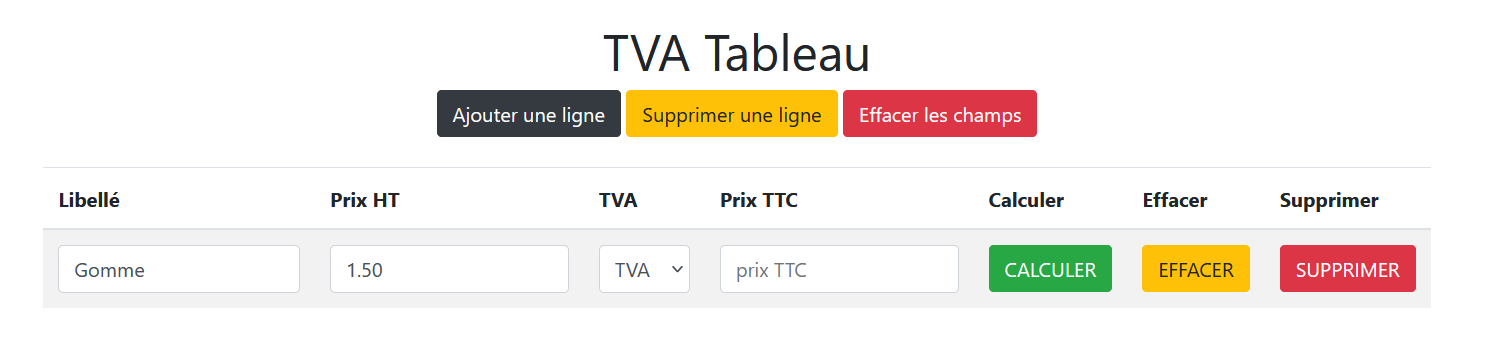 TVA Tableau
Ajouter une ligne Supprimer une ligne Effacer les champs
Libellé Prix HT TVA Prix TTC Calculer Effacer Supprimer
Gomme 1.50 TVA prix TTC CALCULER EFFACER SUPPRIMER